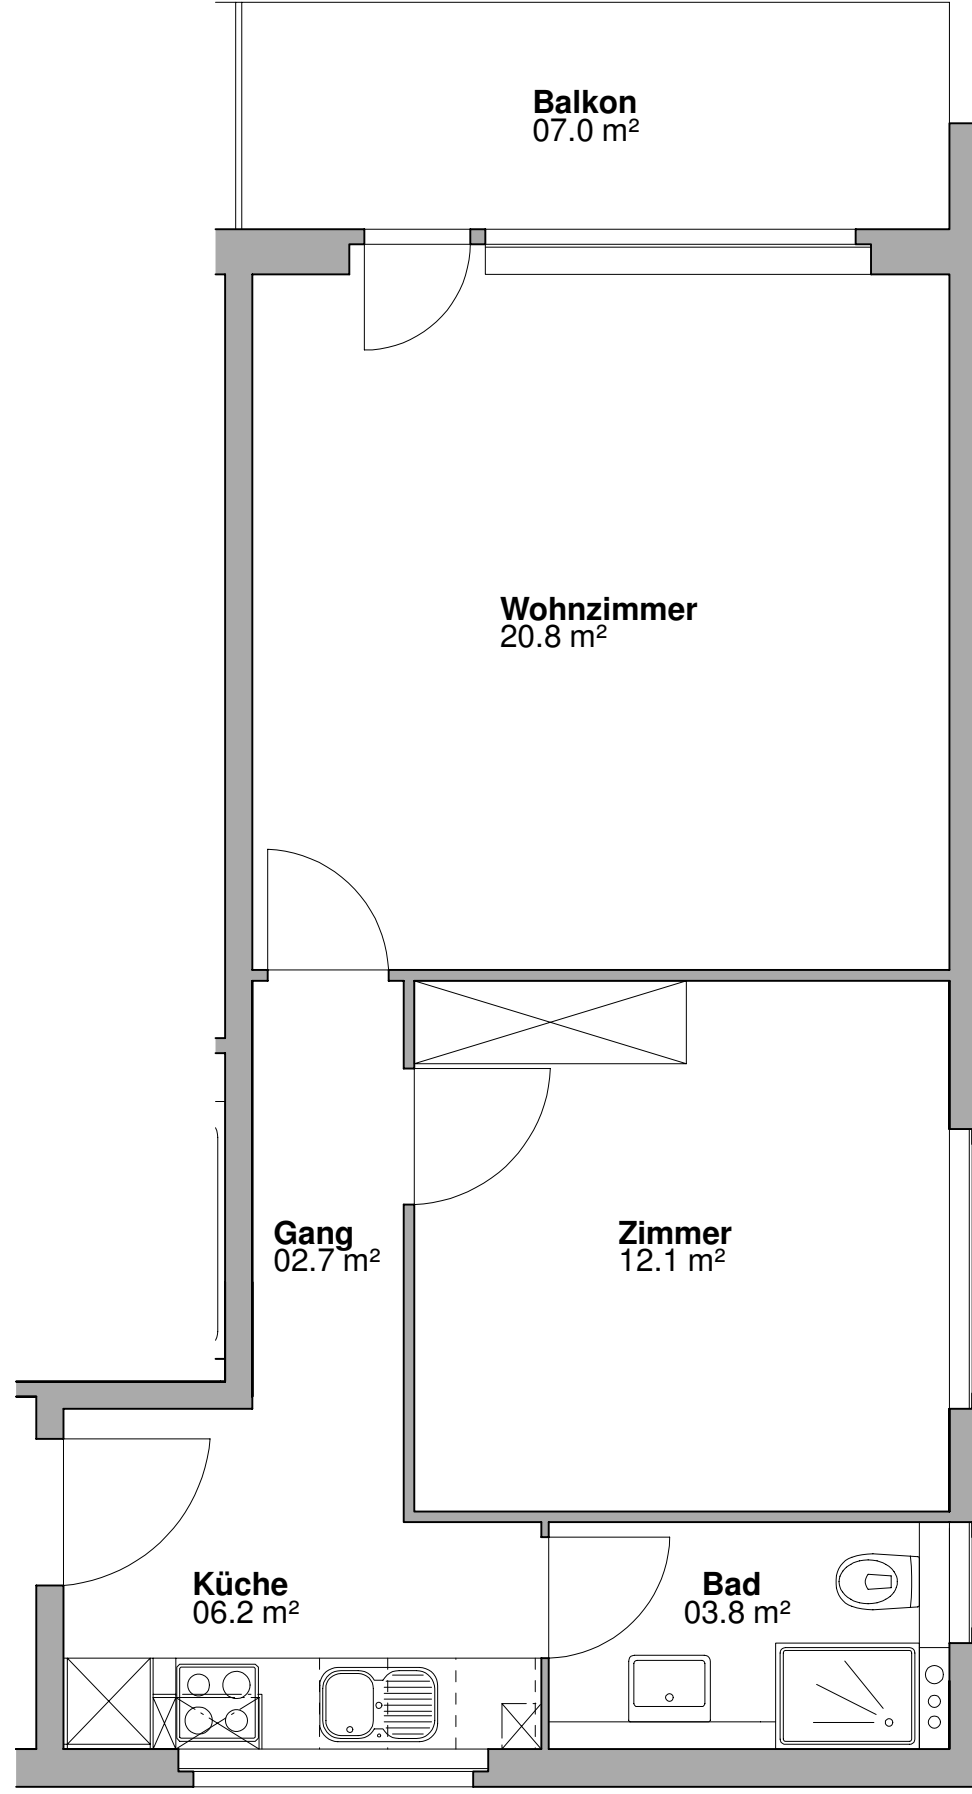 Balkon
07.0 m²
Wohnzimmer
20.8 m²
Gang
02.7 m²
Zimmer
12.1 m²
Küche
06.2 m²
Bad
03.8 m²